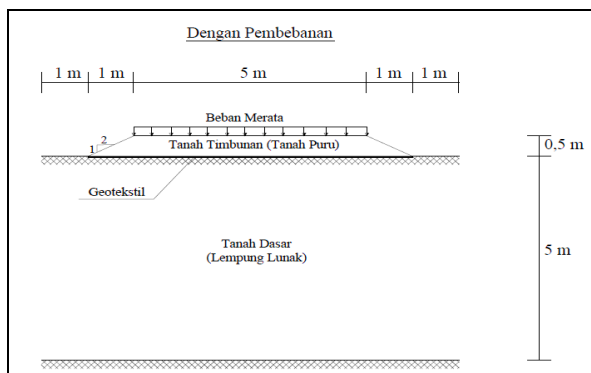 Dengan Pembebanan
1 m 1 m 5 m 1 m 1 m
Beban Merata
2
1
Tanah Timbunan (Tanah Puru)
0,5 m
Geotekstil
Tanah Dasar
(Lempung Lunak)
5 m